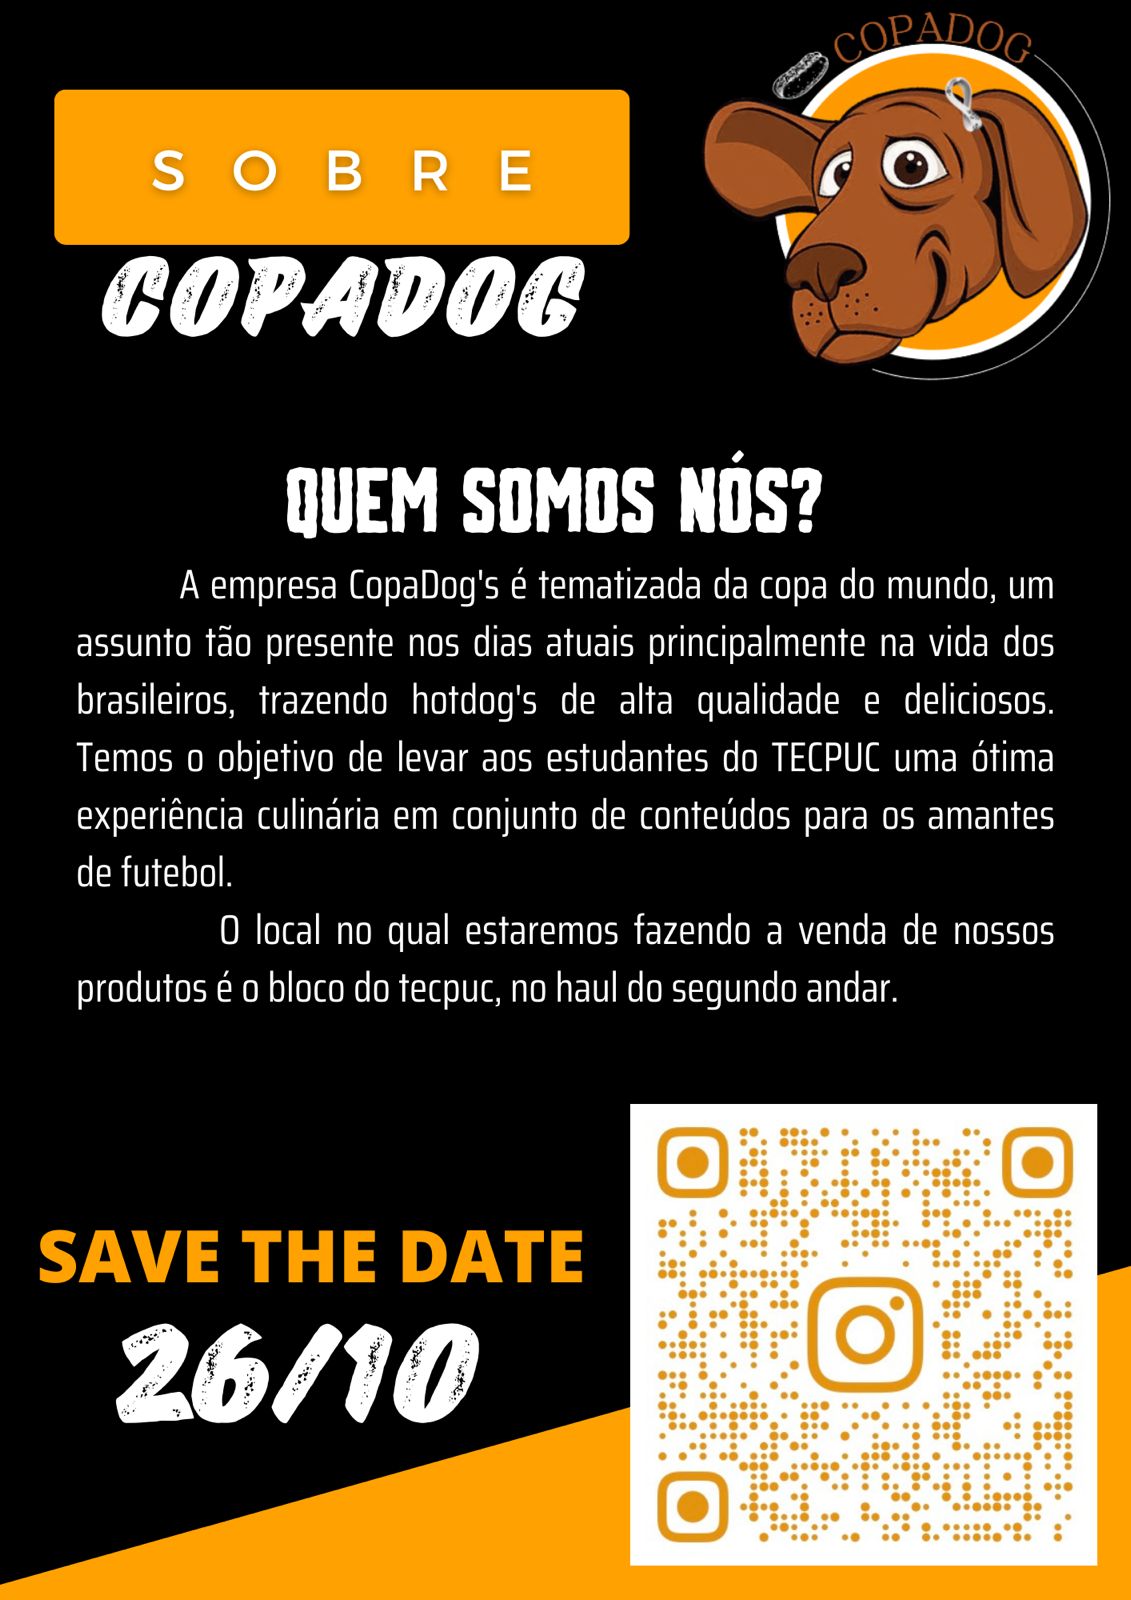 COPADOG
SOBRE
COPADOG
QUEM SOMOS NÓS?
A empresa CopaDog's é tematizada da copa do mundo, um
assunto tão presente nos dias atuais principalmente na vida dos
brasileiros, trazendo hotdog's de alta qualidade e deliciosos.
Temos o objetivo de levar aos estudantes do TECPUC uma ótima
experiência culinária em conjunto de conteúdos para os amantes
de futebol.
O local no qual estaremos fazendo a venda de nossos
produtos é o bloco do tecpuc, no haul do segundo andar.
SAVE THE DATE
26/10